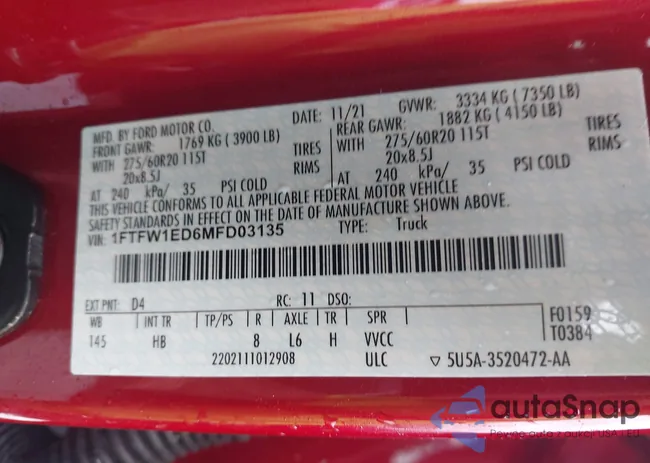 MFD. BY FORD MOTOR CO. DATE: 11/21 GVWR: 3334 KG ( 7350 LB)
FRONT GAWR: 1769 KG ( 3900 LB) REAR GAWR: 1882 KG ( 4150 LB)
WITH 275/60R20 115T TIRES WITH 275/60R20 115T TIRES
20x8.5J RIMS 20x8.5J RIMS
AT 240 kPa/ 35 PSI COLD AT 240 kPa/ 35 PSI COLD
THIS VEHICLE CONFORMS TO ALL APPLICABLE FEDERAL MOTOR VEHICLE
SAFETY STANDARDS IN EFFECT ON THE DATE OF MANUFACTURE SHOWN ABOVE.
VIN: 1FTFW1ED6MFD03135 TYPE: Truck
EXT PNT: D4 RC: 11 DSO: F0159
WB INT TR TP/PS R AXLE TR SPR T0384
T45 HB 8 L6 H VVCC
2202111012908 ULC ▽ 5U5A-3520472-AA
autaSnap